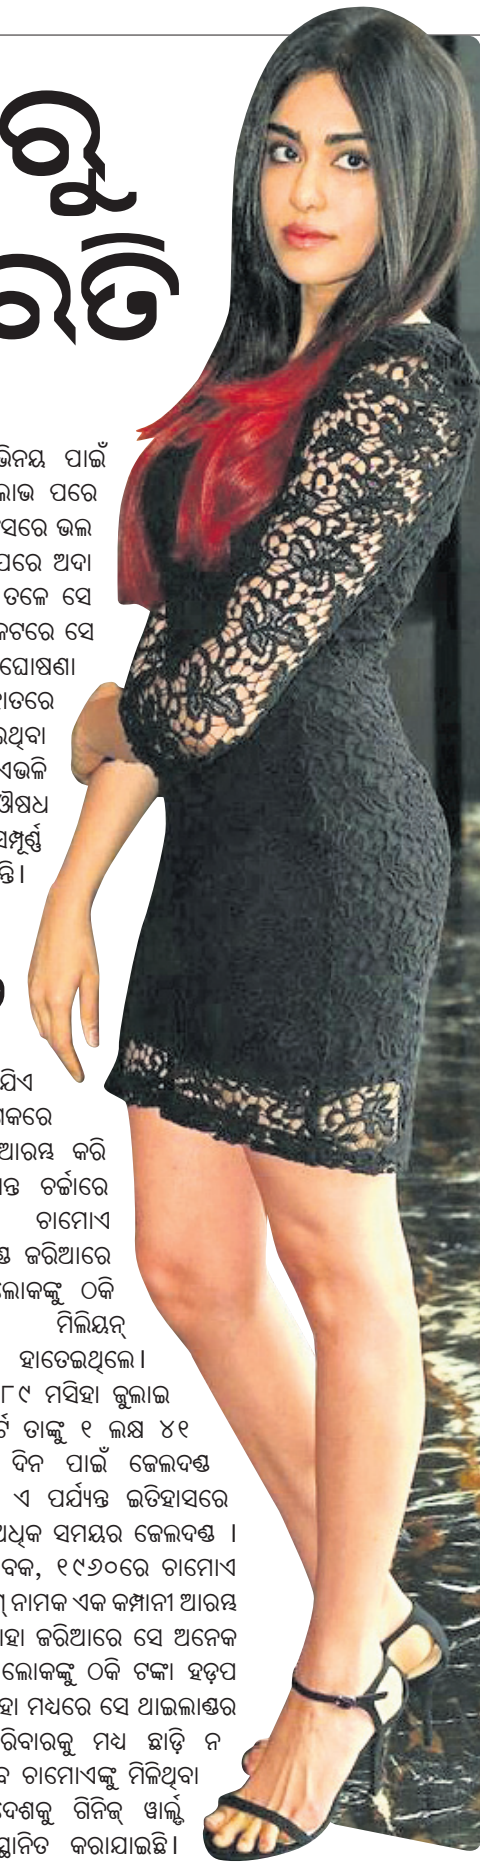 ରୁ
ରତି
ଭିନୟ ପାଇଁ
ଲାଭ ପରେ
ସରେ ଭଲ
ପରେ ଅଦା
ତଳେ ସେ
କଟରେ ସେ
ଘୋଷଣା
ାତରେ
ଇଥିବା
ଏଭଳି
ଔଷଧ
ସମ୍ପୂର୍ଣ୍ଣ
ନ୍ତି।
ଯିଏ
ଶକରେ
ଆରମ୍ଭ କରି
ନ୍ତ ଚର୍ଚ୍ଚାରେ
ଚାମୋଏ
ଣ୍ଡ ଜରିଆରେ
ଲୋକଙ୍କୁ ଠକି
ମିଲିୟନ୍
ହାତେଇଥିଲେ।
୮୯ ମସିହା ଜୁଲାଇ
ର୍ଟ ତାଙ୍କୁ ୧ ଲକ୍ଷ ୪୧
ଦିନ ପାଇଁ ଜେଲଦଣ୍ଡ
ଏ ପର୍ଯ୍ୟନ୍ତ ଇତିହାସରେ
ଅଧିକ ସମୟର ଜେଲଦଣ୍ଡ ।
ବକ, ୧୯୬୦ରେ ଚାମୋଏ
ନାମକ ଏକ କମ୍ପାନୀ ଆରମ୍ଭ
ାହା ଜରିଆରେ ସେ ଅନେକ
ଲୋକଙ୍କୁ ଠକି ଟଙ୍କା ହଡ଼ପ
ହା ମଧ୍ୟରେ ସେ ଥାଇଲାଣ୍ଡର
ରିବାରକୁ ମଧ୍ୟ ଛାଡ଼ି ନ
ବ ଚାମୋଏଙ୍କୁ ମିଳିଥିବା
ଦେଶକୁ ଗିନିଜ୍ ୱାର୍ଲ୍ଡ
ସ୍ଥାନିତ କରାଯାଇଛି।